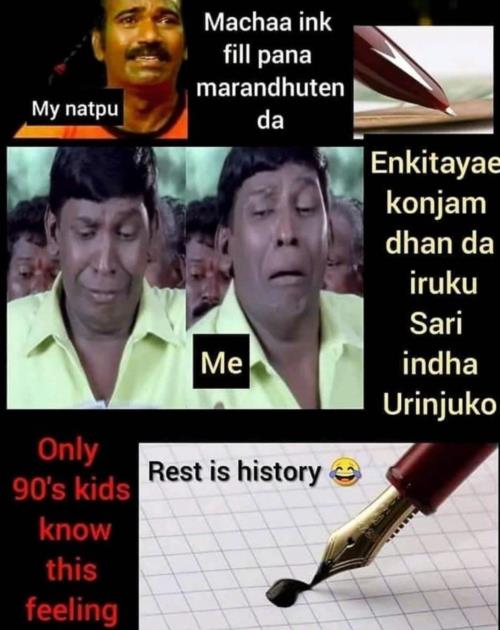 Machaa ink
fill pana
marandhuten
da
My natpu
Enkitayae
konjam
dhan da
iruku
Sari
indha
Urinjuko
Me
Only
90's kids
know
this
feeling
Rest is history 😂